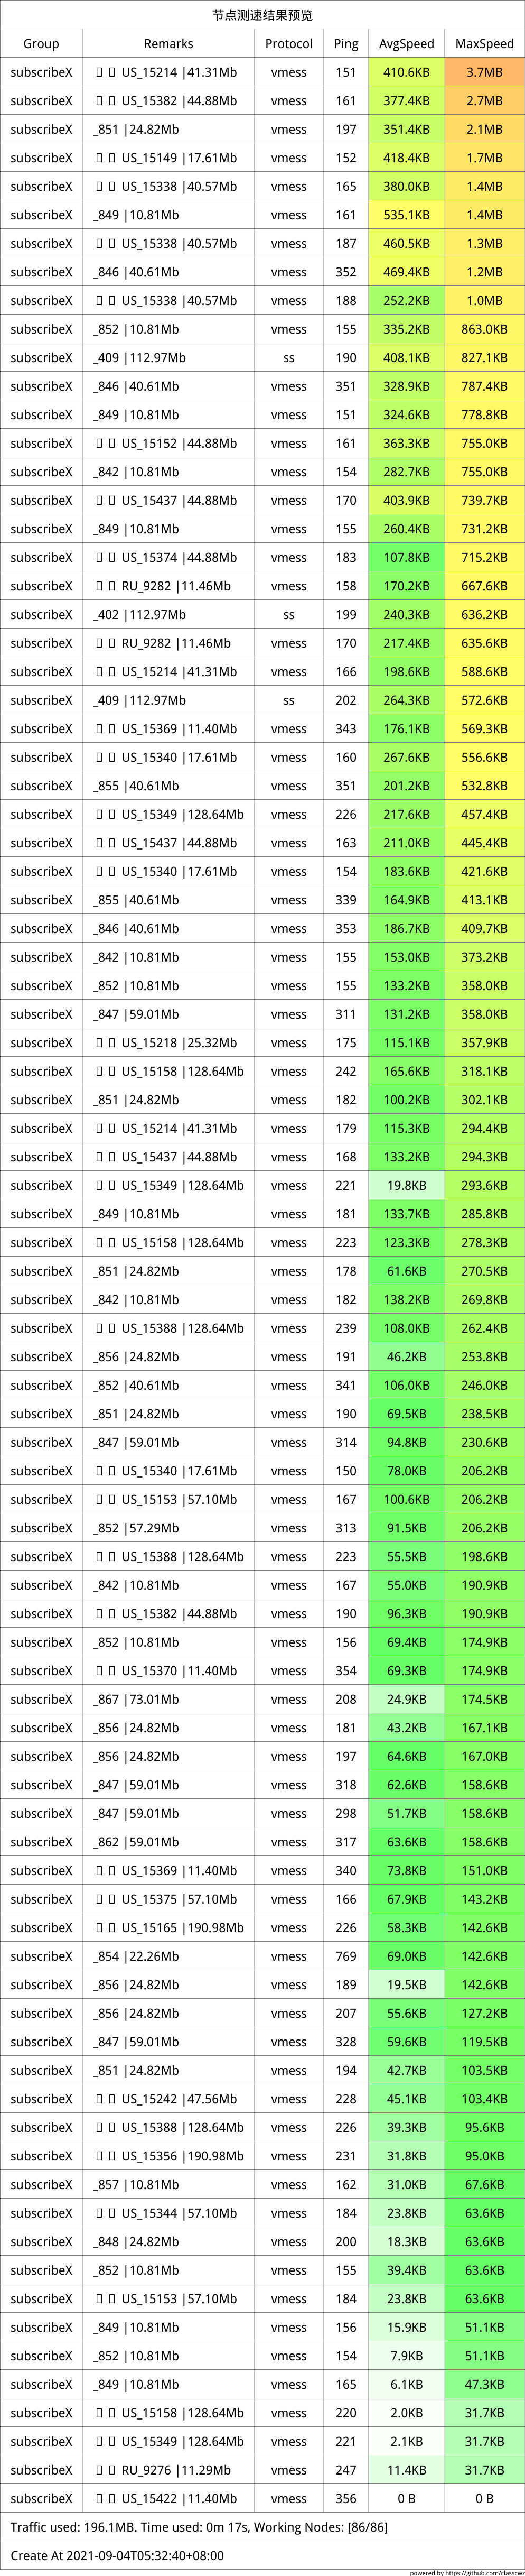 节点测速结果预览
Group Remarks Protocol Ping AvgSpeed MaxSpeed
subscribeX US_15214 |41.31Mb vmess 151 410.6KB 3.7MB
subscribeX US_15382 |44.88Mb vmess 161 377.4KB 2.7MB
subscribeX _851 |24.82Mb vmess 197 351.4KB 2.1MB
subscribeX US_15149 |17.61Mb vmess 152 418.4KB 1.7MB
subscribeX US_15338 |40.57Mb vmess 165 380.0KB 1.4MB
subscribeX _849 |10.81Mb vmess 161 535.1KB 1.4MB
subscribeX US_15338 |40.57Mb vmess 187 460.5KB 1.3MB
subscribeX _846 |40.61Mb vmess 352 469.4KB 1.2MB
subscribeX US_15338 |40.57Mb vmess 188 252.2KB 1.0MB
subscribeX _852 |10.81Mb vmess 155 335.2KB 863.0KB
subscribeX _409 |112.97Mb ss 190 408.1KB 827.1KB
subscribeX _846 |40.61Mb vmess 351 328.9KB 787.4KB
subscribeX _849 |10.81Mb vmess 151 324.6KB 778.8KB
subscribeX US_15152 |44.88Mb vmess 161 363.3KB 755.0KB
subscribeX _842 |10.81Mb vmess 154 282.7KB 755.0KB
subscribeX US_15437 |44.88Mb vmess 170 403.9KB 739.7KB
subscribeX _849 |10.81Mb vmess 155 260.4KB 731.2KB
subscribeX US_15374 |44.88Mb vmess 183 107.8KB 715.2KB
subscribeX RU_9282 |11.46Mb vmess 158 170.2KB 667.6KB
subscribeX _402 |112.97Mb ss 199 240.3KB 636.2KB
subscribeX RU_9282 |11.46Mb vmess 170 217.4KB 635.6KB
subscribeX US_15214 |41.31Mb vmess 166 198.6KB 588.6KB
subscribeX _409 |112.97Mb ss 202 264.3KB 572.6KB
subscribeX US_15369 |11.40Mb vmess 343 176.1KB 569.3KB
subscribeX US_15340 |17.61Mb vmess 160 267.6KB 556.6KB
subscribeX _855 |40.61Mb vmess 351 201.2KB 532.8KB
subscribeX US_15349 |128.64Mb vmess 226 217.6KB 457.4KB
subscribeX US_15437 |44.88Mb vmess 163 211.0KB 445.4KB
subscribeX US_15340 |17.61Mb vmess 154 183.6KB 421.6KB
subscribeX _855 |40.61Mb vmess 339 164.9KB 413.1KB
subscribeX _846 |40.61Mb vmess 353 186.7KB 409.7KB
subscribeX _842 |10.81Mb vmess 155 153.0KB 373.2KB
subscribeX _852 |10.81Mb vmess 155 133.2KB 358.0KB
subscribeX _847 |59.01Mb vmess 311 131.2KB 358.0KB
subscribeX US_15218 |25.32Mb vmess 175 115.1KB 357.9KB
subscribeX US_15158 |128.64Mb vmess 242 165.6KB 318.1KB
subscribeX _851 |24.82Mb vmess 182 100.2KB 302.1KB
subscribeX US_15214 |41.31Mb vmess 179 115.3KB 294.4KB
subscribeX US_15437 |44.88Mb vmess 168 133.2KB 294.3KB
subscribeX US_15349 |128.64Mb vmess 221 19.8KB 293.6KB
subscribeX _849 |10.81Mb vmess 181 133.7KB 285.8KB
subscribeX US_15158 |128.64Mb vmess 223 123.3KB 278.3KB
subscribeX _851 |24.82Mb vmess 178 61.6KB 270.5KB
subscribeX _842 |10.81Mb vmess 182 138.2KB 269.8KB
subscribeX US_15388 |128.64Mb vmess 239 108.0KB 262.4KB
subscribeX _856 |24.82Mb vmess 191 46.2KB 253.8KB
subscribeX _852 |40.61Mb vmess 341 106.0KB 246.0KB
subscribeX _851 |24.82Mb vmess 190 69.5KB 238.5KB
subscribeX _847 |59.01Mb vmess 314 94.8KB 230.6KB
subscribeX US_15340 |17.61Mb vmess 150 78.0KB 206.2KB
subscribeX US_15153 |57.10Mb vmess 167 100.6KB 206.2KB
subscribeX _852 |57.29Mb vmess 313 91.5KB 206.2KB
subscribeX US_15388 |128.64Mb vmess 223 55.5KB 198.6KB
subscribeX _842 |10.81Mb vmess 167 55.0KB 190.9KB
subscribeX US_15382 |44.88Mb vmess 190 96.3KB 190.9KB
subscribeX _852 |10.81Mb vmess 156 69.4KB 174.9KB
subscribeX US_15370 |11.40Mb vmess 354 69.3KB 174.9KB
subscribeX _867 |73.01Mb vmess 208 24.9KB 174.5KB
subscribeX _856 |24.82Mb vmess 181 43.2KB 167.1KB
subscribeX _856 |24.82Mb vmess 197 64.6KB 167.0KB
subscribeX _847 |59.01Mb vmess 318 62.6KB 158.6KB
subscribeX _847 |59.01Mb vmess 298 51.7KB 158.6KB
subscribeX _862 |59.01Mb vmess 317 63.6KB 158.6KB
subscribeX US_15369 |11.40Mb vmess 340 73.8KB 151.0KB
subscribeX US_15375 |57.10Mb vmess 166 67.9KB 143.2KB
subscribeX US_15165 |190.98Mb vmess 226 58.3KB 142.6KB
subscribeX _854 |22.26Mb vmess 769 69.0KB 142.6KB
subscribeX _856 |24.82Mb vmess 189 19.5KB 142.6KB
subscribeX _856 |24.82Mb vmess 207 55.6KB 127.2KB
subscribeX _847 |59.01Mb vmess 328 59.6KB 119.5KB
subscribeX _851 |24.82Mb vmess 194 42.7KB 103.5KB
subscribeX US_15242 |47.56Mb vmess 228 45.1KB 103.4KB
subscribeX US_15388 |128.64Mb vmess 226 39.3KB 95.6KB
subscribeX US_15356 |190.98Mb vmess 231 31.8KB 95.0KB
subscribeX _857 |10.81Mb vmess 162 31.0KB 67.6KB
subscribeX US_15344 |57.10Mb vmess 184 23.8KB 63.6KB
subscribeX _848 |24.82Mb vmess 200 18.3KB 63.6KB
subscribeX _852 |10.81Mb vmess 155 39.4KB 63.6KB
subscribeX US_15153 |57.10Mb vmess 184 23.8KB 63.6KB
subscribeX _849 |10.81Mb vmess 156 15.9KB 51.1KB
subscribeX _852 |10.81Mb vmess 154 7.9KB 51.1KB
subscribeX _849 |10.81Mb vmess 165 6.1KB 47.3KB
subscribeX US_15158 |128.64Mb vmess 220 2.0KB 31.7KB
subscribeX US_15349 |128.64Mb vmess 221 2.1KB 31.7KB
subscribeX RU_9276 |11.29Mb vmess 247 11.4KB 31.7KB
subscribeX US_15422 |11.40Mb vmess 356 0 B 0 B
Traffic used: 196.1MB. Time used: 0m 17s, Working Nodes: [86/86]
Create At 2021-09-04T05:32:40+08:00
powered by https://github.com/classcwz